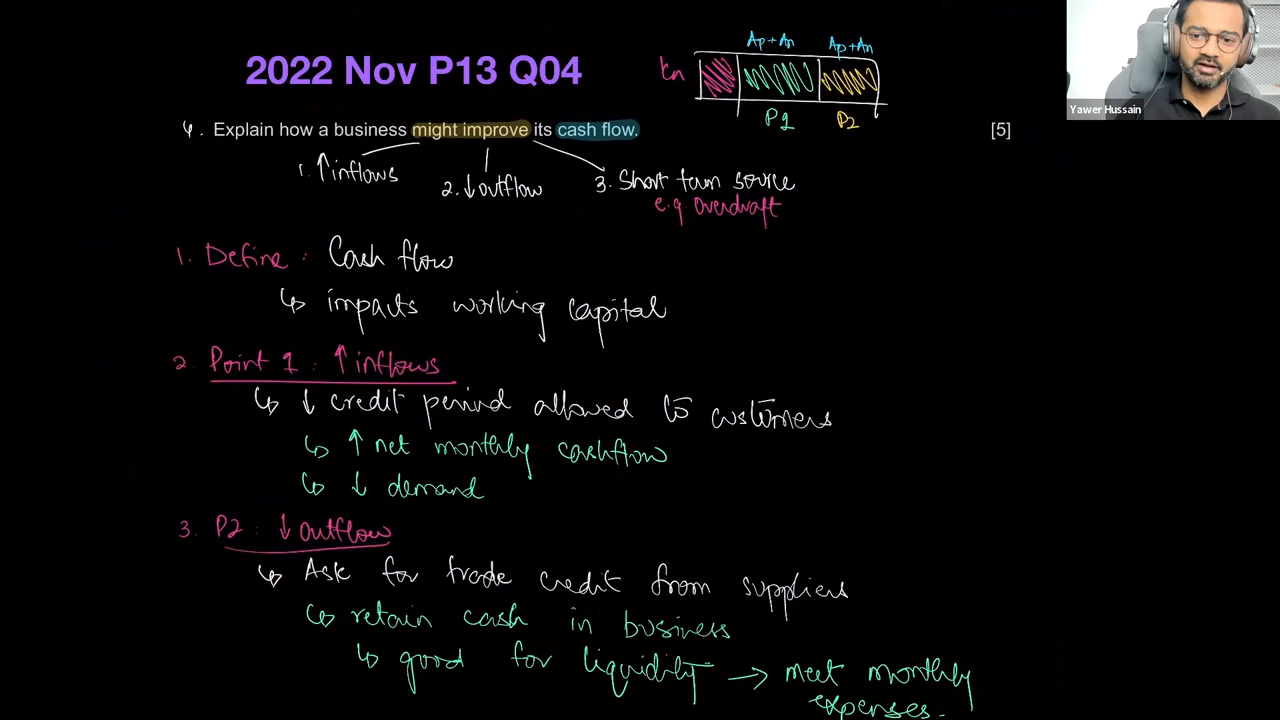 Ap+An Ap+An
2022 Nov P13 Q04
kn
Yawer Hussain
P1 P2
4. Explain how a business might improve its cash flow. [5]
1. ↑inflows
2. ↓outflow
3. Short term source
e.g. Overdraft
1. Define: Cash flow
↳ impacts working capital
2. Point 1: ↑inflows
↳ ↓ credit period allowed to customers
↳ ↑ net monthly cashflow
↳ ↓ demand
3. P2: ↓outflow
↳ Ask for trade credit from suppliers
↳ retain cash in business
↳ good for liquidity → meet monthly
expenses.